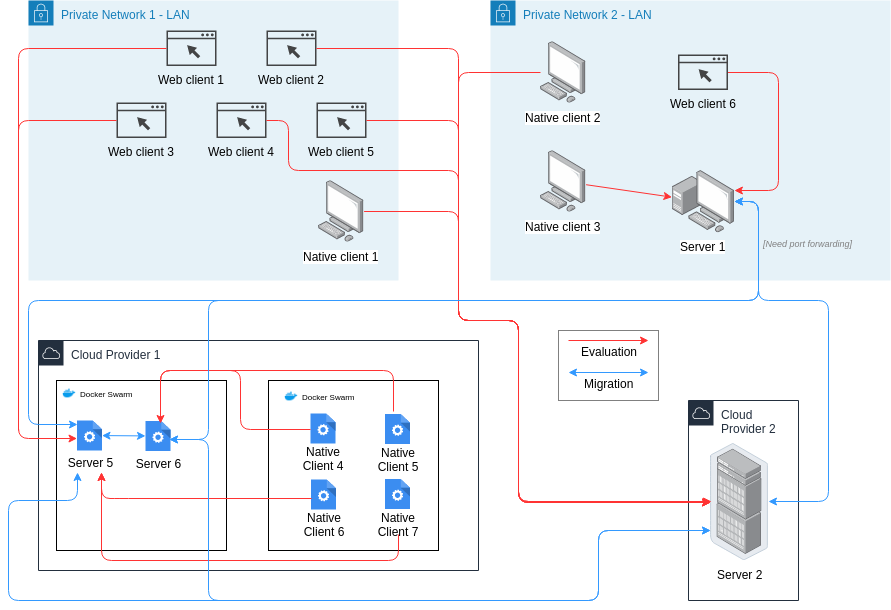 Private Network 1 - LAN
Web client 1
Web client 2
Web client 3
Web client 4
Web client 5
Native client 1
Private Network 2 - LAN
Native client 2
Web client 6
Native client 3
Server 1
[Need port forwarding]
Evaluation
Migration
Cloud Provider 1
Docker Swarm
Server 5
Server 6
Docker Swarm
Native
Client 4
Native
Client 5
Native
Client 6
Native
Client 7
Cloud
Provider 2
Server 2